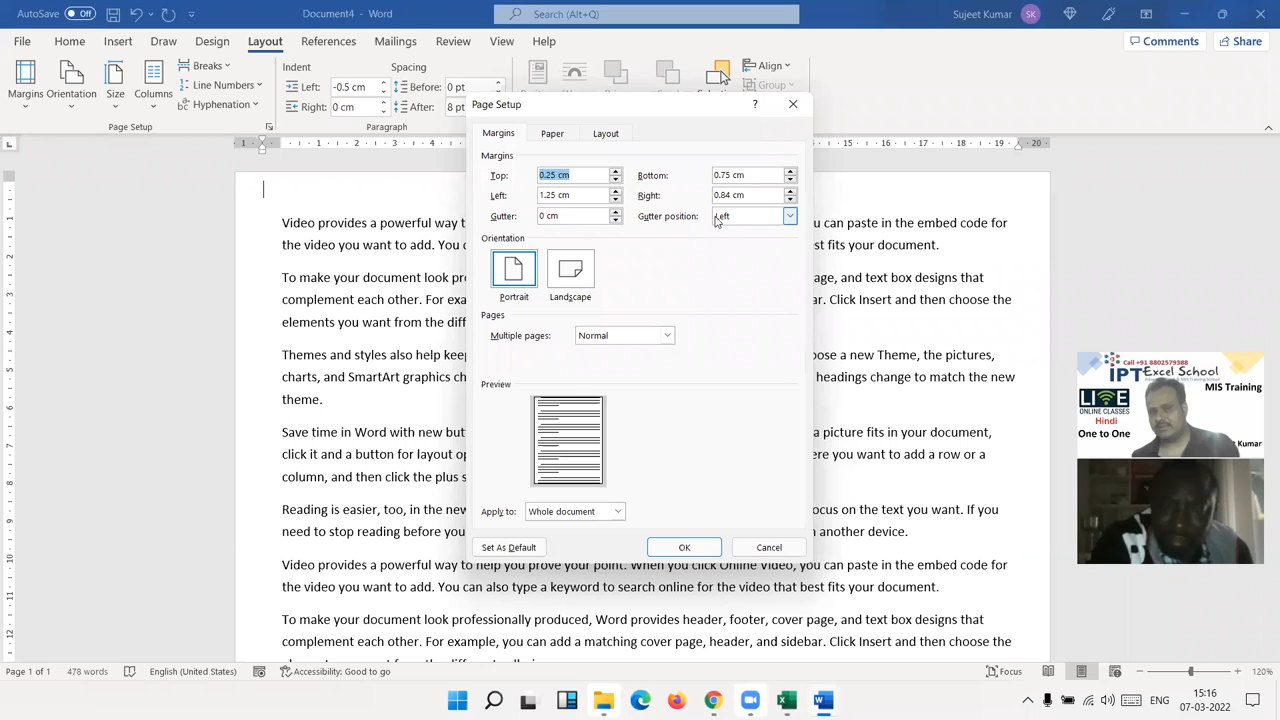 AutoSave Off
Document4 - Word
Search (Alt+Q)
Sujeet Kumar SK
File Home Insert Draw Design Layout References Mailings Review View Help
Comments Share
Margins Orientation Size Columns
Breaks
Line Numbers
Hyphenation
Page Setup
Indent Spacing
Left: -0.5 cm Before: 0 pt
Right: 0 cm After: 8 pt
Paragraph
Align
Group
Page Setup ?
Margins Paper Layout
Margins
Top: 0.25 cm Bottom: 0.75 cm
Left: 1.25 cm Right: 0.84 cm
Gutter: 0 cm Gutter position: Left
Orientation
Portrait Landscape
Pages
Multiple pages: Normal
Preview
Apply to: Whole document
Set As Default OK Cancel
Video provides a powerful way t
can paste in the embed code for
the video you want to add. You c
est fits your document.
To make your document look pr
age, and text box designs that
complement each other. For exa
ar. Click Insert and then choose the
elements you want from the diff
Themes and styles also help keep
oose a new Theme, the pictures,
charts, and SmartArt graphics ch
headings change to match the new
theme.
Save time in Word with new butt
a picture fits in your document,
click it and a button for layout op
ere you want to add a row or a
column, and then click the plus s
Reading is easier, too, in the new
ocus on the text you want. If you
need to stop reading before you
n another device.
Video provides a powerful way to help you prove your point. When you click Online Video, you can paste in the embed code for
the video you want to add. You can also type a keyword to search online for the video that best fits your document.
To make your document look professionally produced, Word provides header, footer, cover page, and text box designs that
complement each other. For example, you can add a matching cover page, header, and sidebar. Click Insert and then choose the
Call +91 8802579388
IPT Excel School
MIS Training
LIVE
ONLINE CLASSES
Hindi
One to One
Kumar
Page 1 of 1 478 words English (United States) Accessibility: Good to go Focus 120%
ENG 15:16
07-03-2022